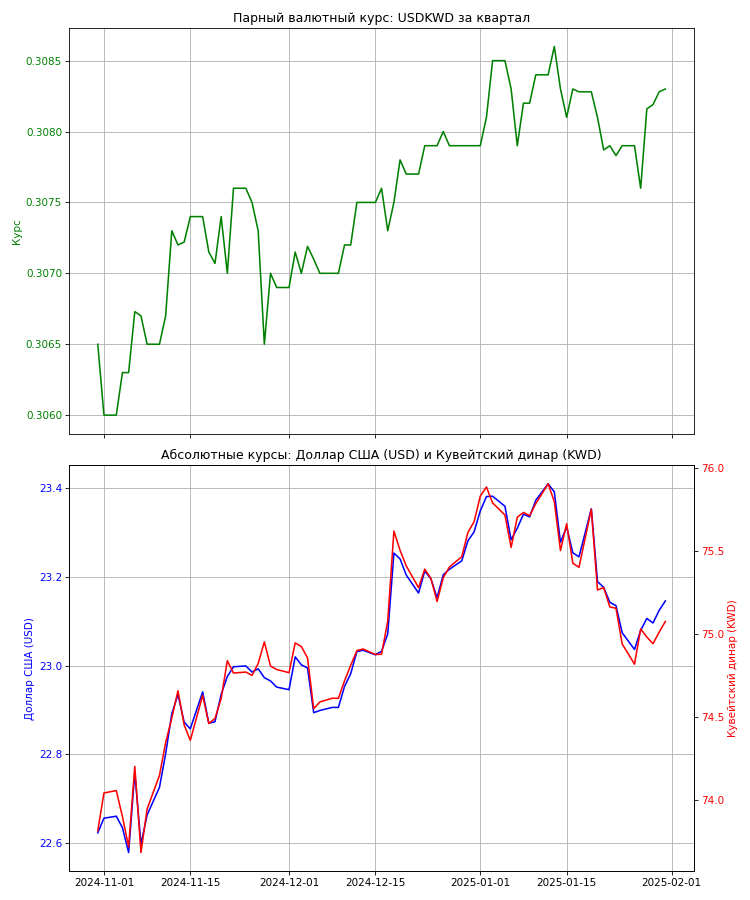 Парный валютный курс: USDKWD за квартал
0.3085
0.3080
0.3075
0.3070
0.3065
0.3060
Курс
Абсолютные курсы: Доллар США (USD) и Кувейтский динар (KWD)
23.4
23.2
23.0
22.8
22.6
Доллар США (USD)
76.0
75.5
75.0
74.5
74.0
Кувейтский динар (KWD)
2024-11-01 2024-11-15 2024-12-01 2024-12-15 2025-01-01 2025-01-15 2025-02-01